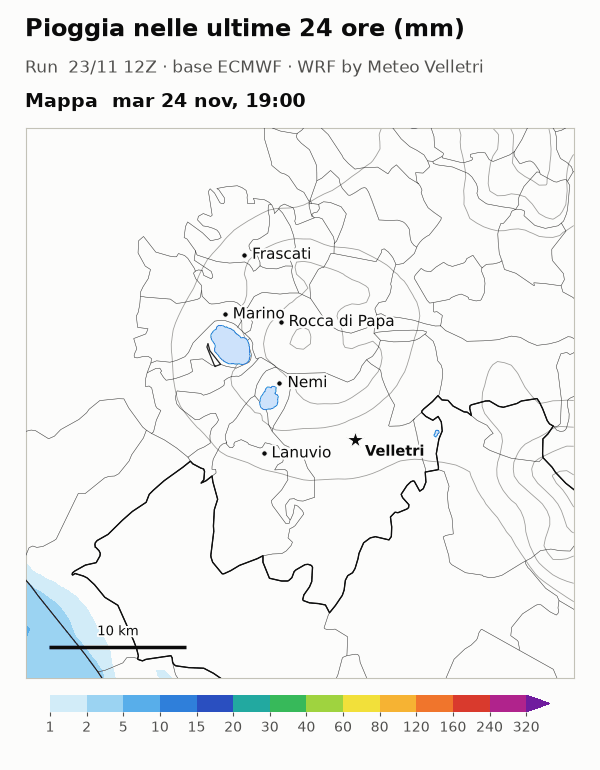 Pioggia nelle ultime 24 ore (mm)
Run  23/11 12Z · base ECMWF · WRF by Meteo Velletri
Mappa  mar 24 nov, 19:00
Frascati
Marino
Rocca di Papa
Nemi
Velletri
Lanuvio
10 km
1 2 5 10 15 20 30 40 60 80 120 160 240 320